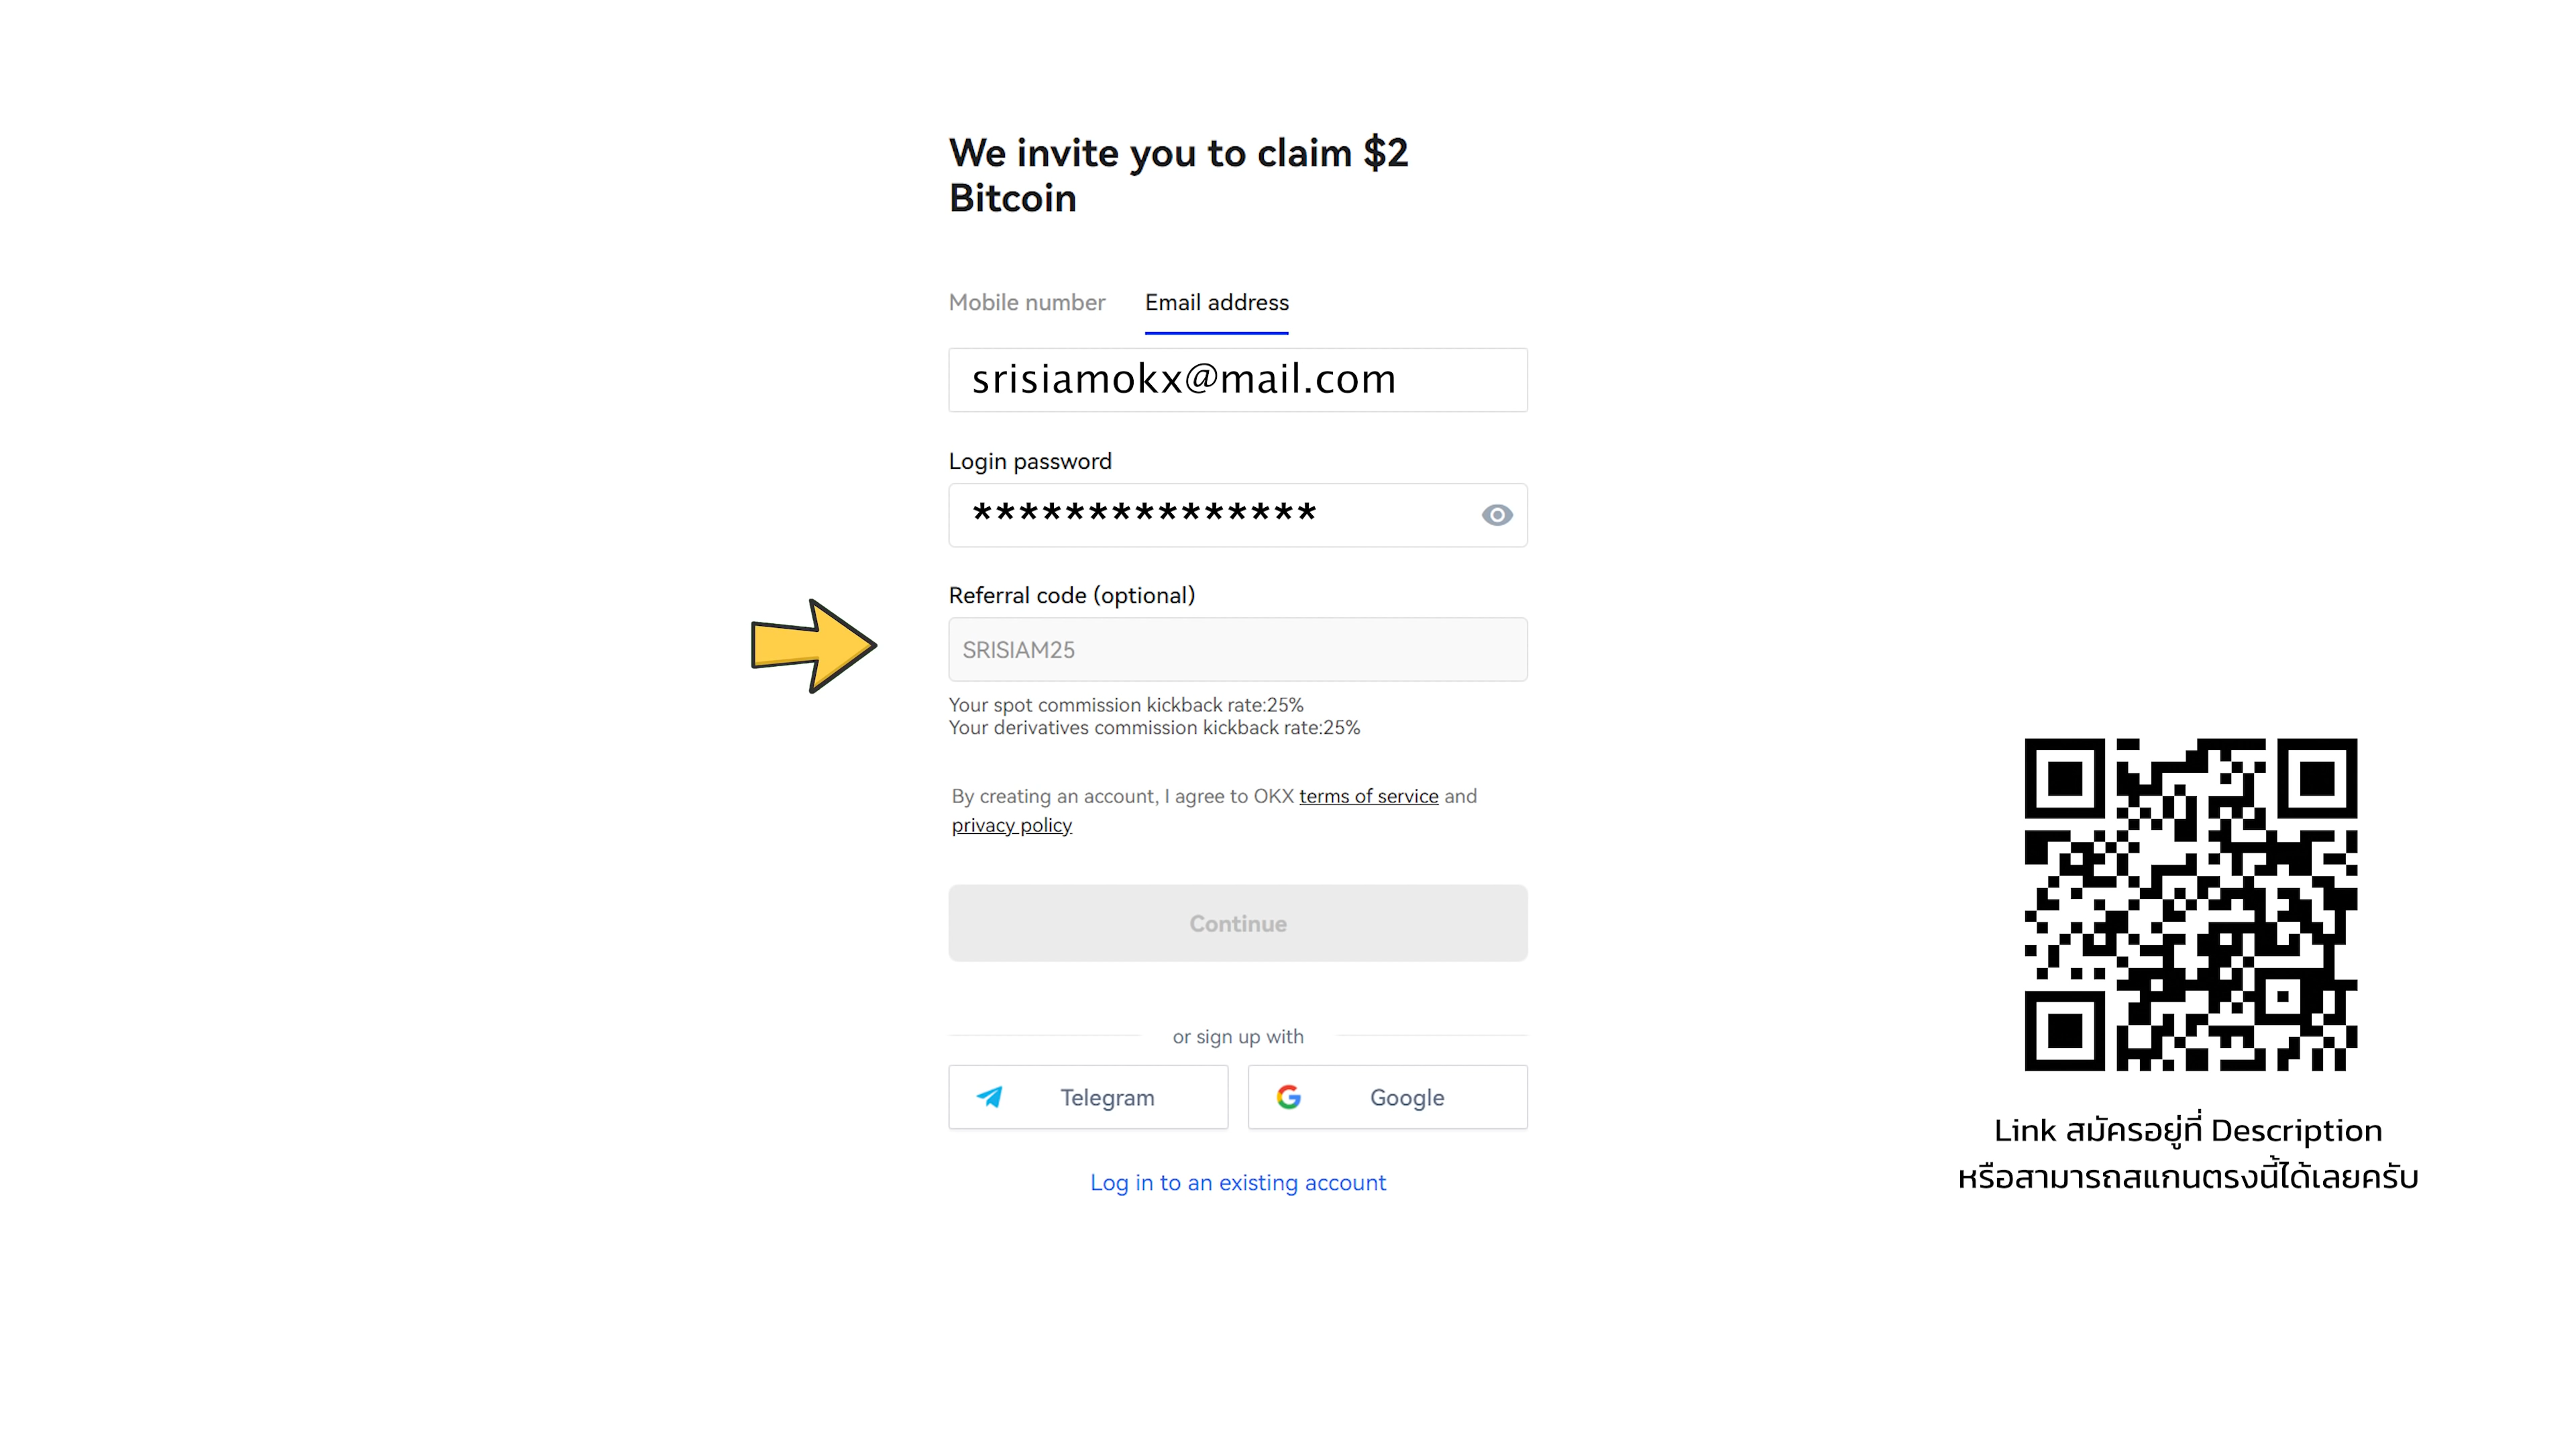 We invite you to claim $2
Bitcoin
Mobile number
Email address
srisiamokx@mail.com
Login password
***************
Referral code (optional)
SRISIAM25
Your spot commission kickback rate:25%
Your derivatives commission kickback rate:25%
By creating an account, I agree to OKX terms of service and
privacy policy
Continue
or sign up with
Telegram
Google
Log in to an existing account
Link สมัครอยู่ที่ Description
หรือสามารถสแกนตรงนี้ได้เลยครับ